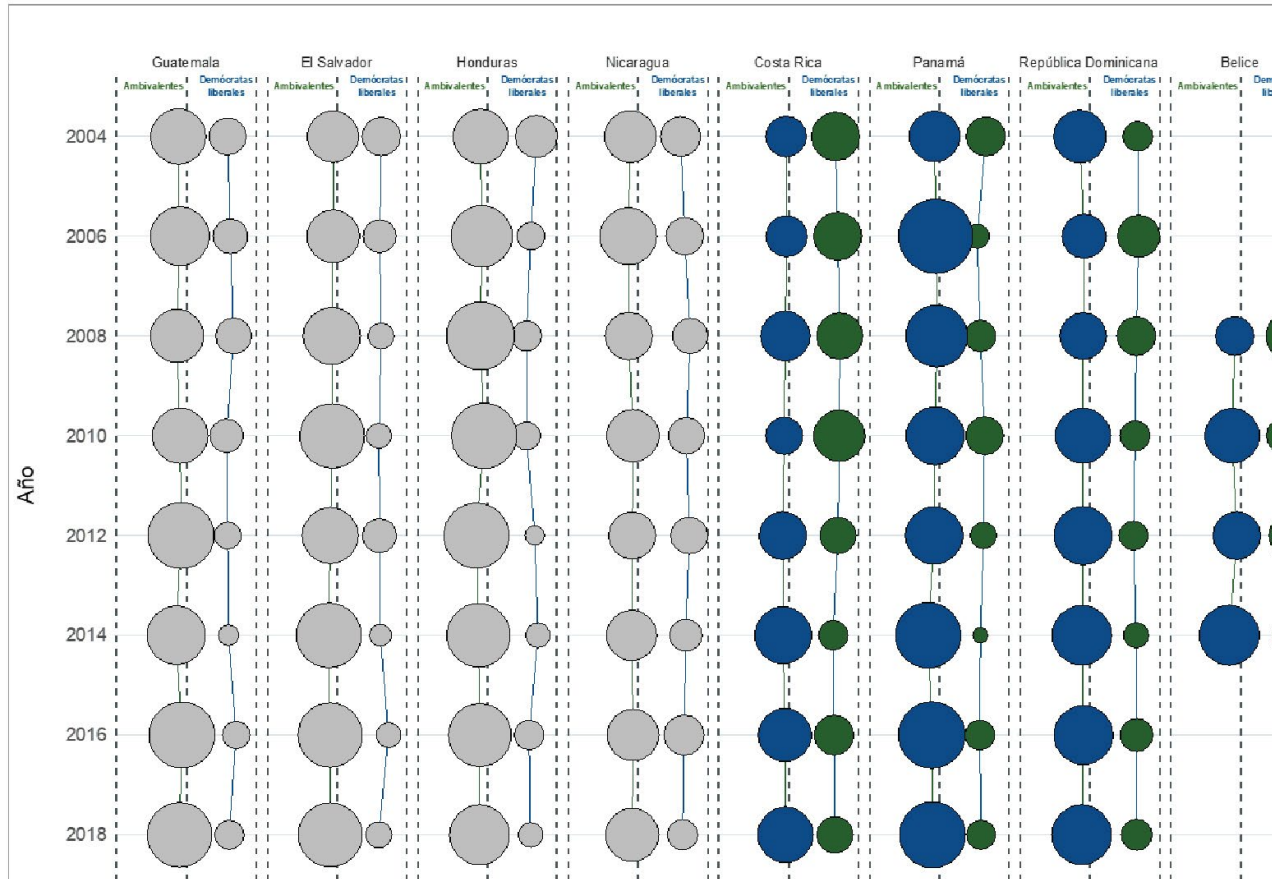 Guatemala El Salvador Honduras Nicaragua Costa Rica Panamá República Dominicana Belice
Ambivalentes Demócratas Ambivalentes Demócratas Ambivalentes Demócratas Ambivalentes Demócratas Ambivalentes Demócratas Ambivalentes Demócratas Ambivalentes Demócratas Ambivalentes
liberales liberales liberales liberales liberales liberales liberales
2004
2006
2008
2010
Año
2012
2014
2016
2018